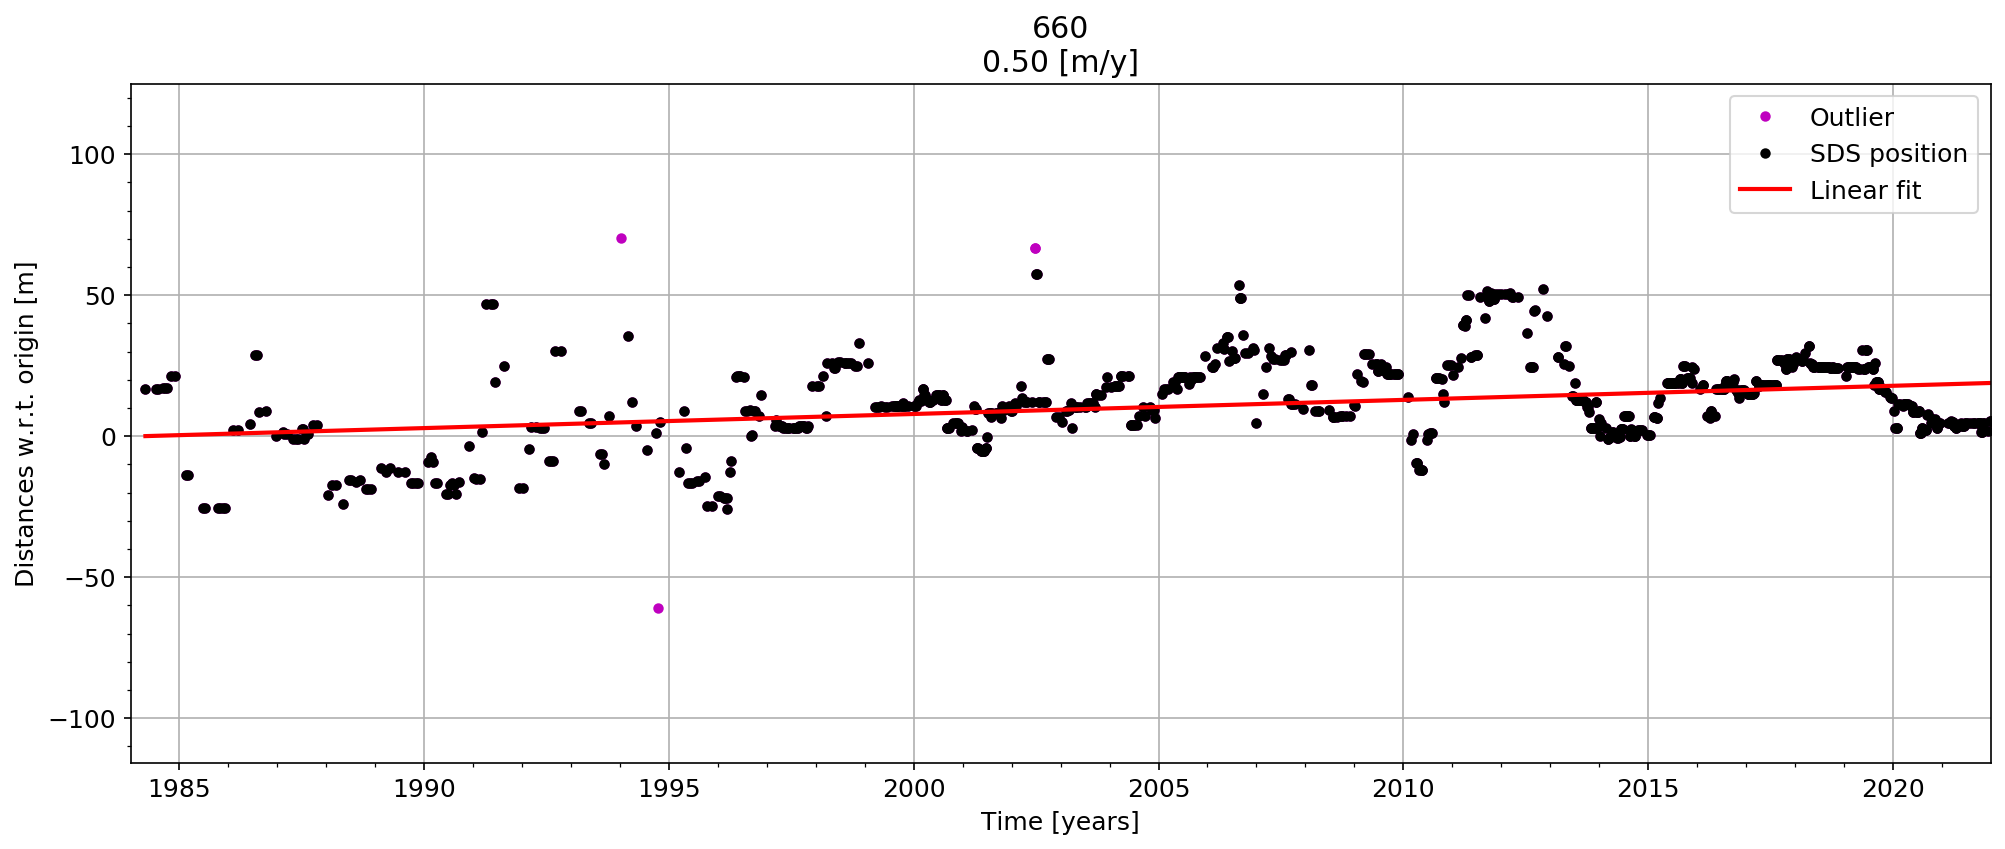 660
0.50 [m/y]
Outlier
SDS position
Linear fit
Distances w.r.t. origin [m]
100
50
0
−50
−100
1985 1990 1995 2000 2005 2010 2015 2020
Time [years]